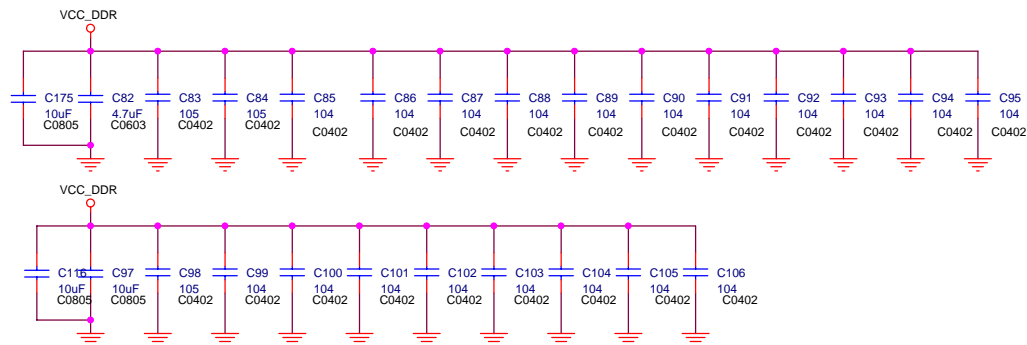 VCC_DDR
C175 C82 C83 C84 C85 C86 C87 C88 C89 C90 C91 C92 C93 C94 C95
10uF 4.7uF 105 105 104 104 104 104 104 104 104 104 104 104 104
C0805 C0603 C0402 C0402 C0402 C0402 C0402 C0402 C0402 C0402 C0402 C0402 C0402 C0402 C0402
VCC_DDR
C116 C97 C98 C99 C100 C101 C102 C103 C104 C105 C106
10uF 10uF 105 104 104 104 104 104 104 104 104
C0805 C0805 C0402 C0402 C0402 C0402 C0402 C0402 C0402 C0402 C0402